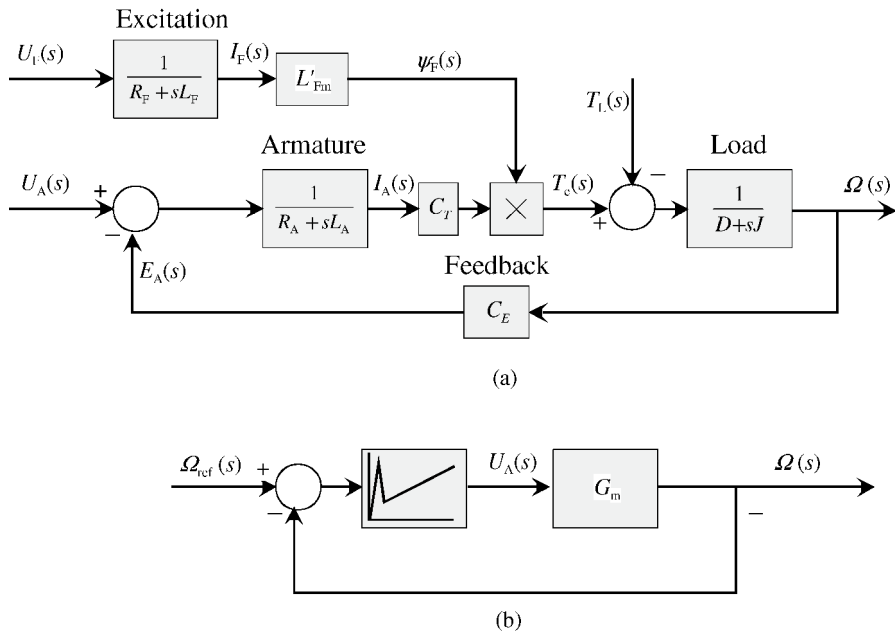 Excitation
U_F(s)
1 / (R_F + sL_F)
I_F(s)
L'_Fm
ψ_F(s)
T_L(s)
Armature
Load
U_A(s)
+
−
1 / (R_A + sL_A)
I_A(s)
C_T
×
T_e(s)
+
−
1 / (D+sJ)
Ω(s)
E_A(s)
Feedback
C_E
(a)
Ω_ref(s)
+
−
U_A(s)
G_m
Ω(s)
−
(b)